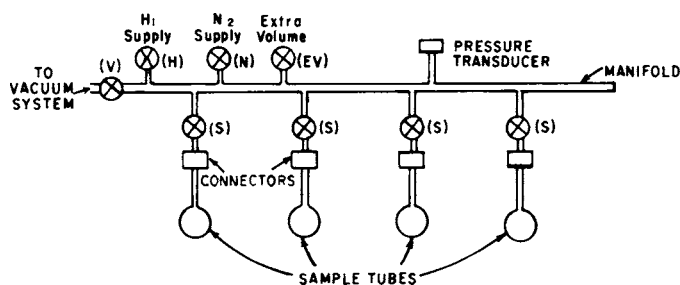 H₁ Supply
N₂ Supply
Extra Volume
PRESSURE TRANSDUCER
MANIFOLD
TO VACUUM SYSTEM
(V)
(H)
(N)
(EV)
(S)
(S)
(S)
(S)
CONNECTORS
SAMPLE TUBES